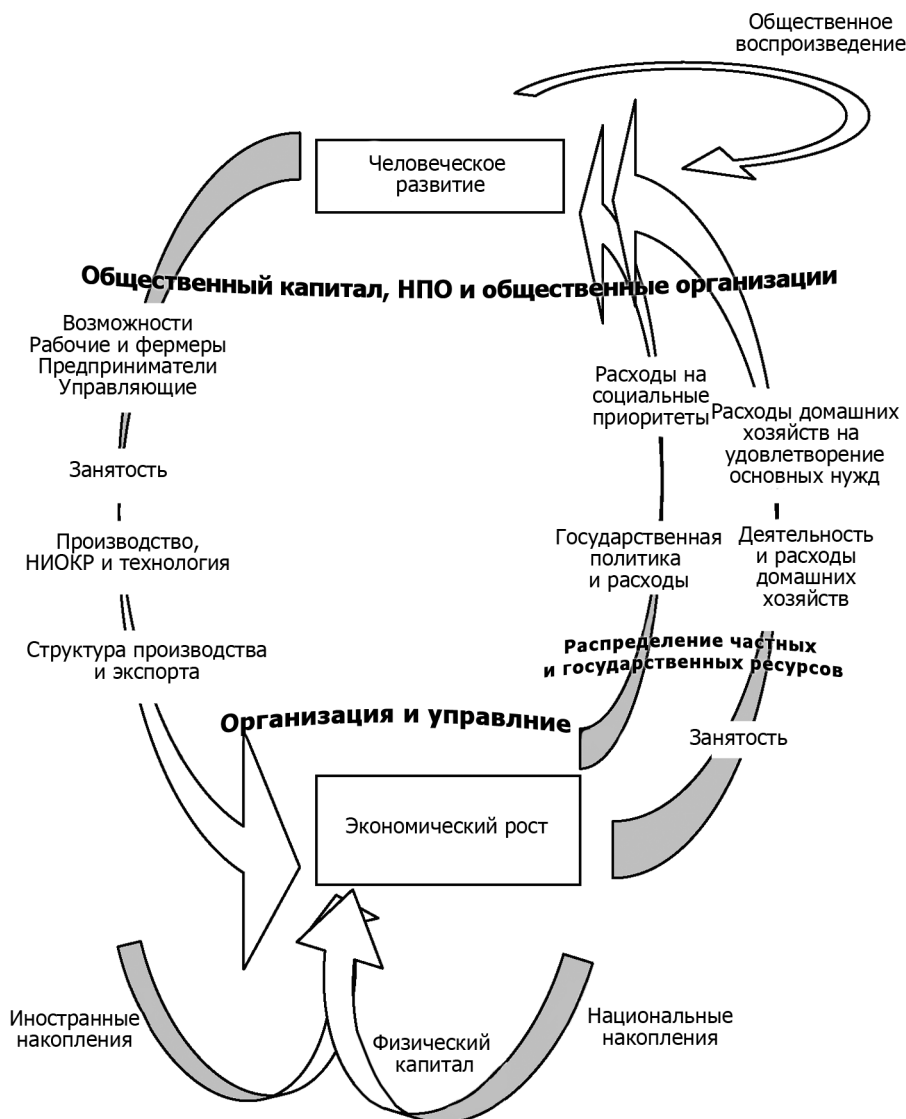 Общественное
воспроизведение
Человеческое
развитие
Общественный капитал, НПО и общественные организации
Возможности
Рабочие и фермеры
Предприниматели
Управляющие
Расходы на
социальные
приоритеты
Расходы домашних
хозяйств на
удовлетворение
основных нужд
Занятость
Производство,
НИОКР и технология
Государственная
политика
и расходы
Деятельность
и расходы
домашних
хозяйств
Структура производства
и экспорта
Распределение частных
и государственных ресурсов
Организация и управлние
Занятость
Экономический рост
Иностранные
накопления
Физический
капитал
Национальные
накопления